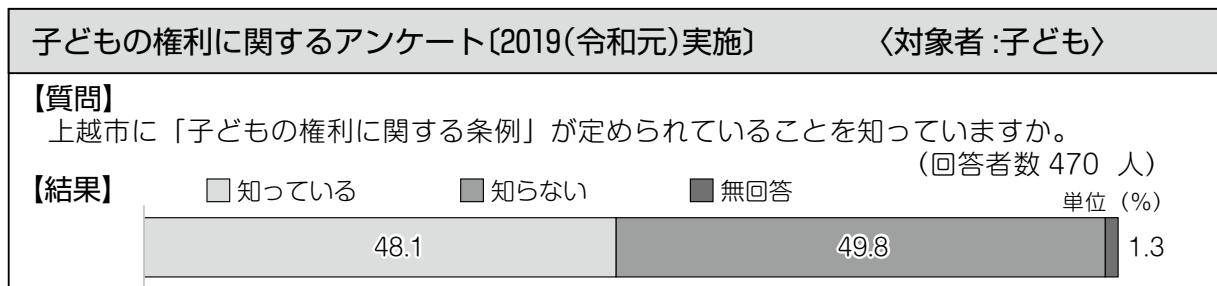 子どもの権利に関するアンケート〔2019(令和元)実施〕 〈対象者:子ども〉
【質問】
上越市に「子どもの権利に関する条例」が定められていることを知っていますか。
(回答者数 470 人)
【結果】 知っている 知らない 無回答 単位 (%)
48.1 49.8 1.3